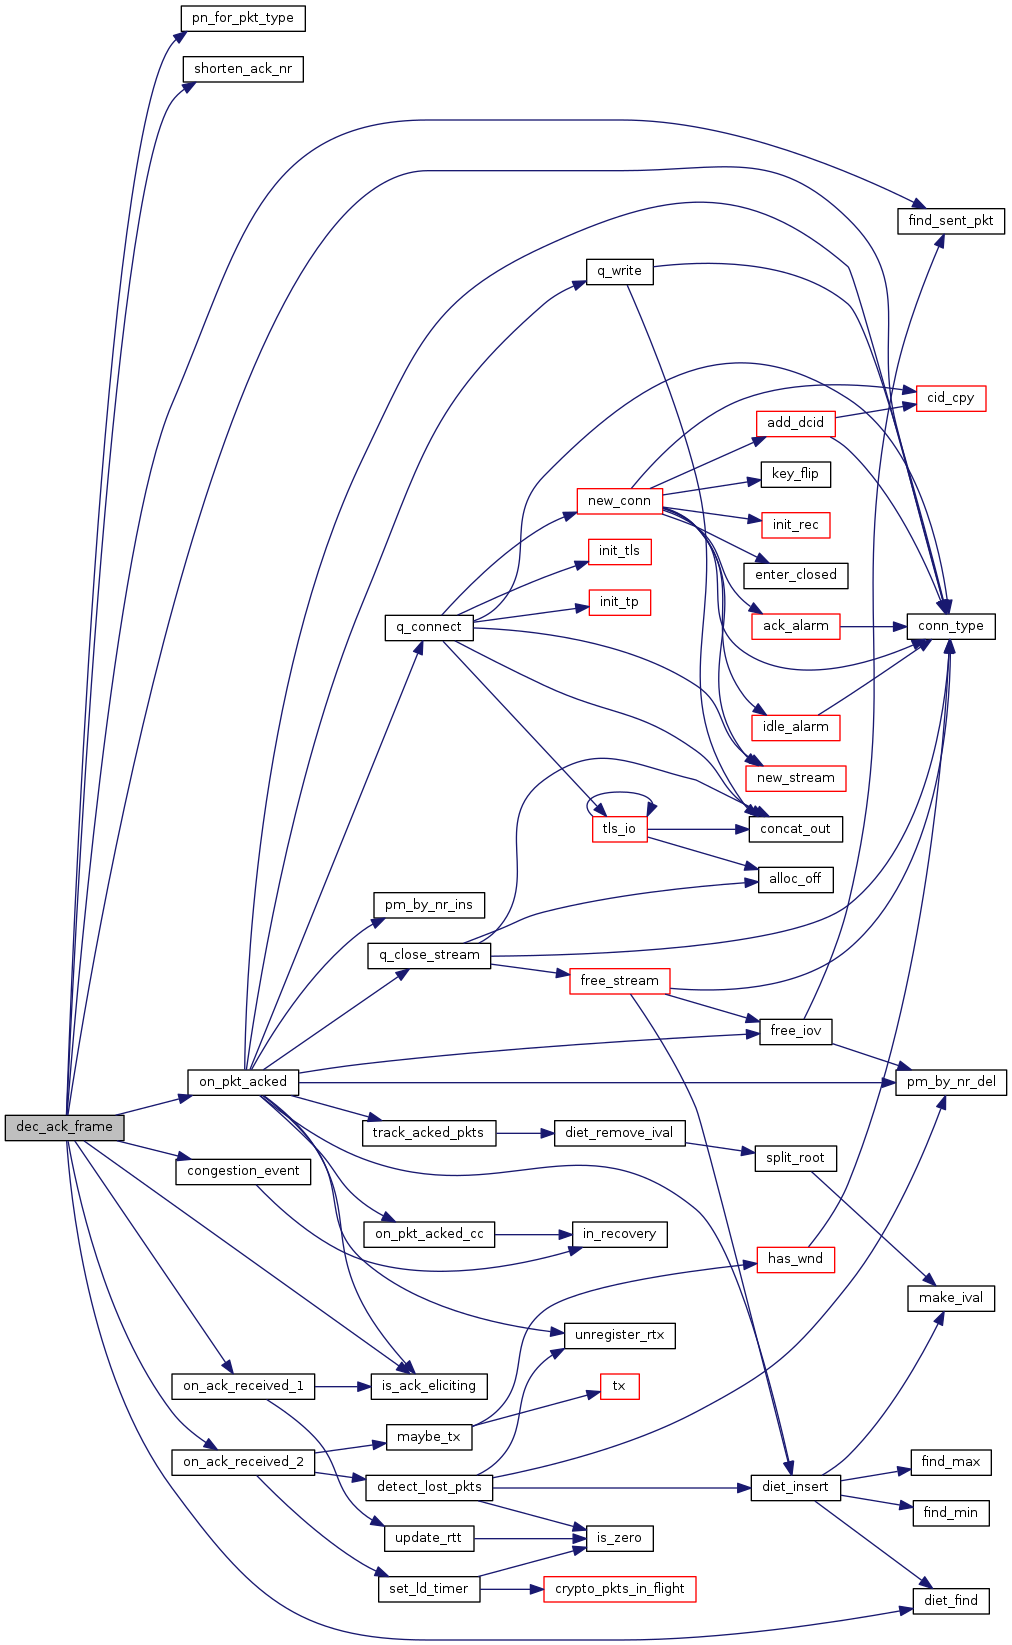 pn_for_pkt_type
shorten_ack_nr
find_sent_pkt
q_write
cid_cpy
add_dcid
key_flip
new_conn
init_rec
init_tls
enter_closed
init_tp
q_connect
ack_alarm
conn_type
idle_alarm
new_stream
tls_io
concat_out
alloc_off
pm_by_nr_ins
q_close_stream
free_stream
free_iov
on_pkt_acked
pm_by_nr_del
dec_ack_frame
track_acked_pkts
diet_remove_ival
split_root
congestion_event
on_pkt_acked_cc
in_recovery
has_wnd
make_ival
unregister_rtx
on_ack_received_1
is_ack_eliciting
tx
maybe_tx
on_ack_received_2
find_max
detect_lost_pkts
diet_insert
find_min
update_rtt
is_zero
set_ld_timer
crypto_pkts_in_flight
diet_find